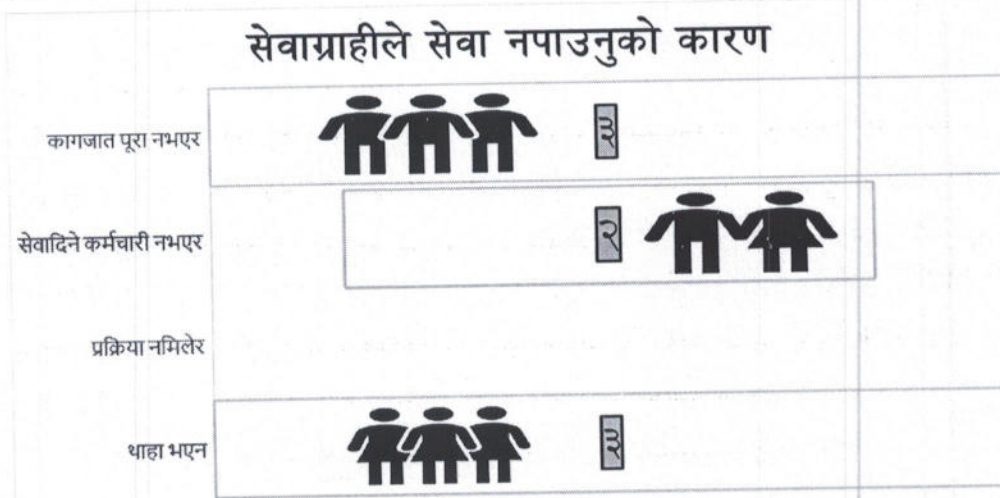 सेवाग्राहीले सेवा नपाउनुको कारण
कागजात पूरा नभएर
३
सेवादिने कर्मचारी नभएर
२
प्रक्रिया नमिलेर
थाहा भएन
३